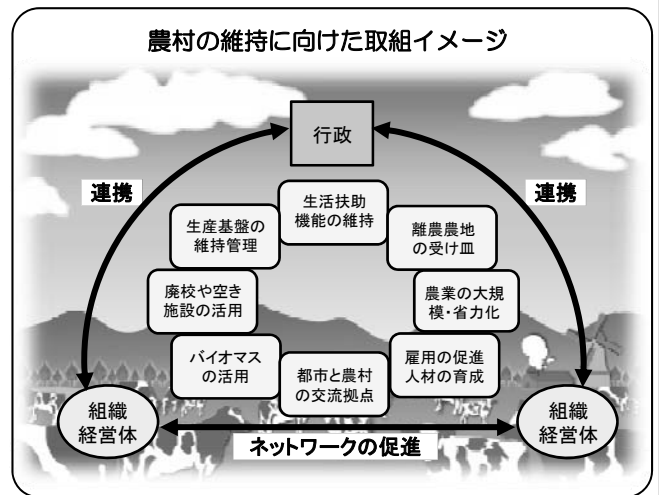 農村の維持に向けた取組イメージ
行政
連携
連携
生活扶助
機能の維持
生産基盤の
維持管理
離農農地
の受け皿
廃校や空き
施設の活用
農業の大規
模・省力化
バイオマス
の活用
都市と農村
の交流拠点
雇用の促進
人材の育成
組織
経営体
組織
経営体
ネットワークの促進